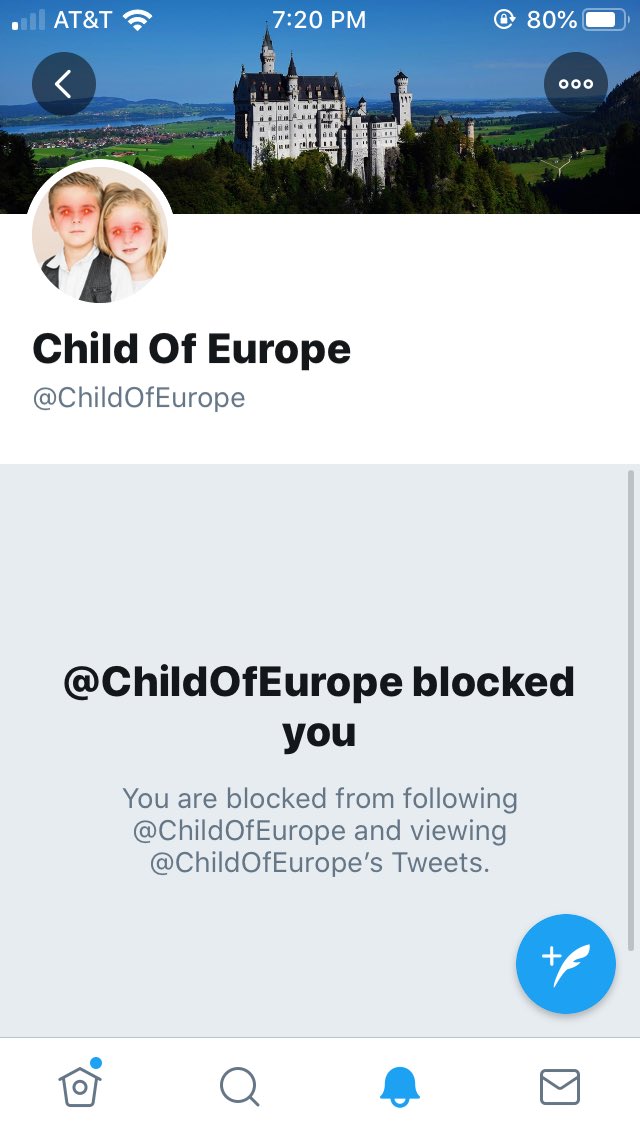 AT&T 7:20 PM 80%
Child Of Europe
@ChildOfEurope
@ChildOfEurope blocked
you
You are blocked from following
@ChildOfEurope and viewing
@ChildOfEurope’s Tweets.